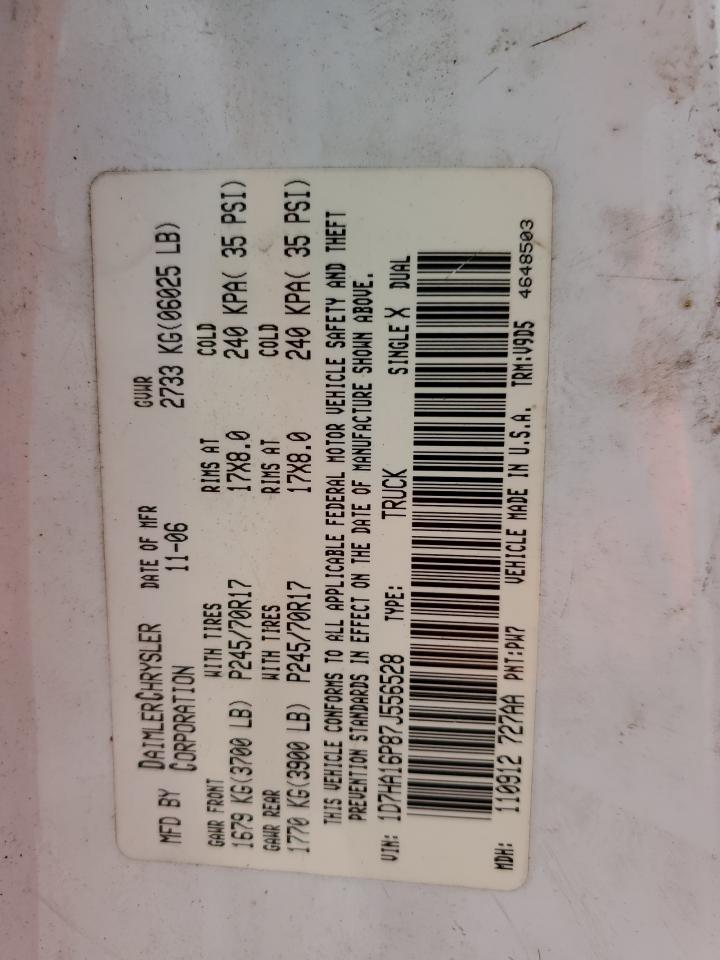 MFD BY DAIMLERCHRYSLER DATE OF MFR GVWR
CORPORATION 11-06 2733 KG(06025 LB)
GAWR FRONT WITH TIRES RIMS AT COLD
1679 KG(3700 LB) P245/70R17 17X8.0 240 KPA( 35 PSI)
GAWR REAR WITH TIRES RIMS AT COLD
1770 KG(3900 LB) P245/70R17 17X8.0 240 KPA( 35 PSI)
THIS VEHICLE CONFORMS TO ALL APPLICABLE FEDERAL MOTOR VEHICLE SAFETY AND THEFT
PREVENTION STANDARDS IN EFFECT ON THE DATE OF MANUFACTURE SHOWN ABOVE.
VIN: 1D7HA16P87J556528 TYPE: TRUCK SINGLE X DUAL
MDH: 110912 727AA PNT:PW7 VEHICLE MADE IN U.S.A. TRM:V9D5 4648503